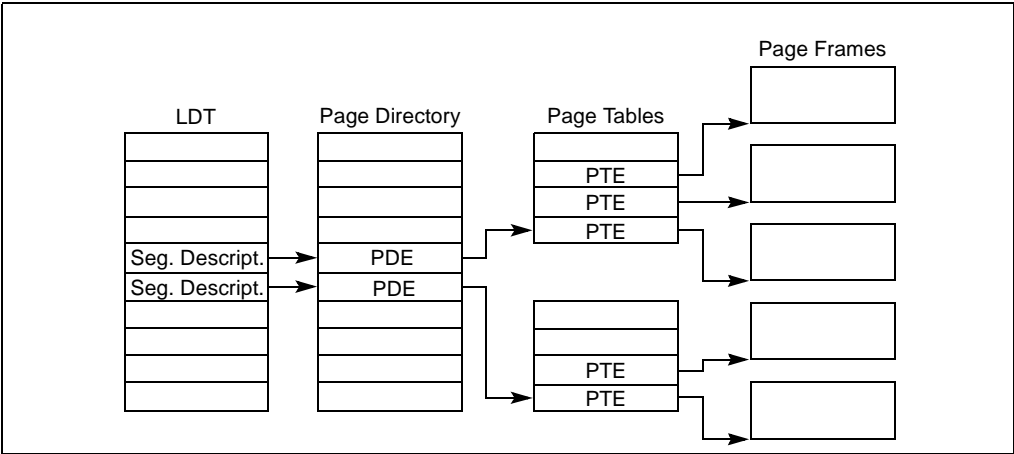 Page Frames
LDT
Page Directory
Page Tables
PTE
PTE
PTE
Seg. Descript.
PDE
Seg. Descript.
PDE
PTE
PTE